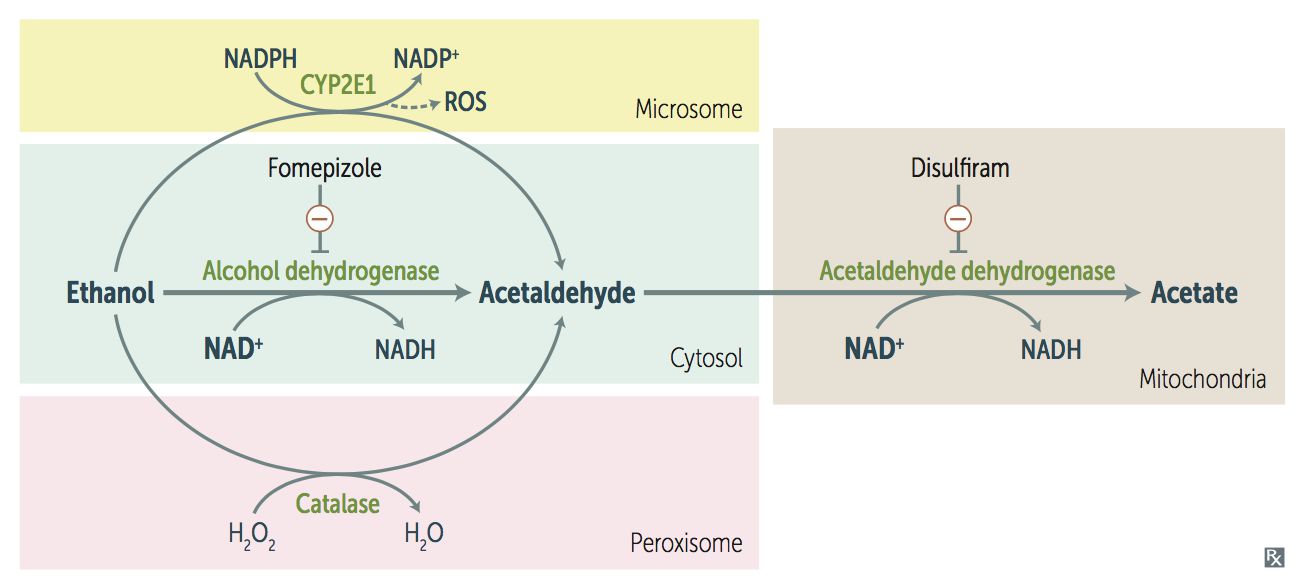 NADPH
NADP+
CYP2E1
ROS
Microsome
Fomepizole
Disulfiram
−
−
Alcohol dehydrogenase
Acetaldehyde dehydrogenase
Ethanol
Acetaldehyde
Acetate
NAD+
NADH
NAD+
NADH
Cytosol
Mitochondria
Catalase
H2O2
H2O
Peroxisome
Rx